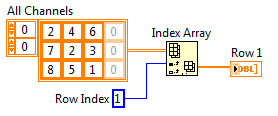 All Channels
Index Array
0 2 4 6 0
0 7 2 3 0
8 5 1 0
Row 1
DBL
Row Index 1